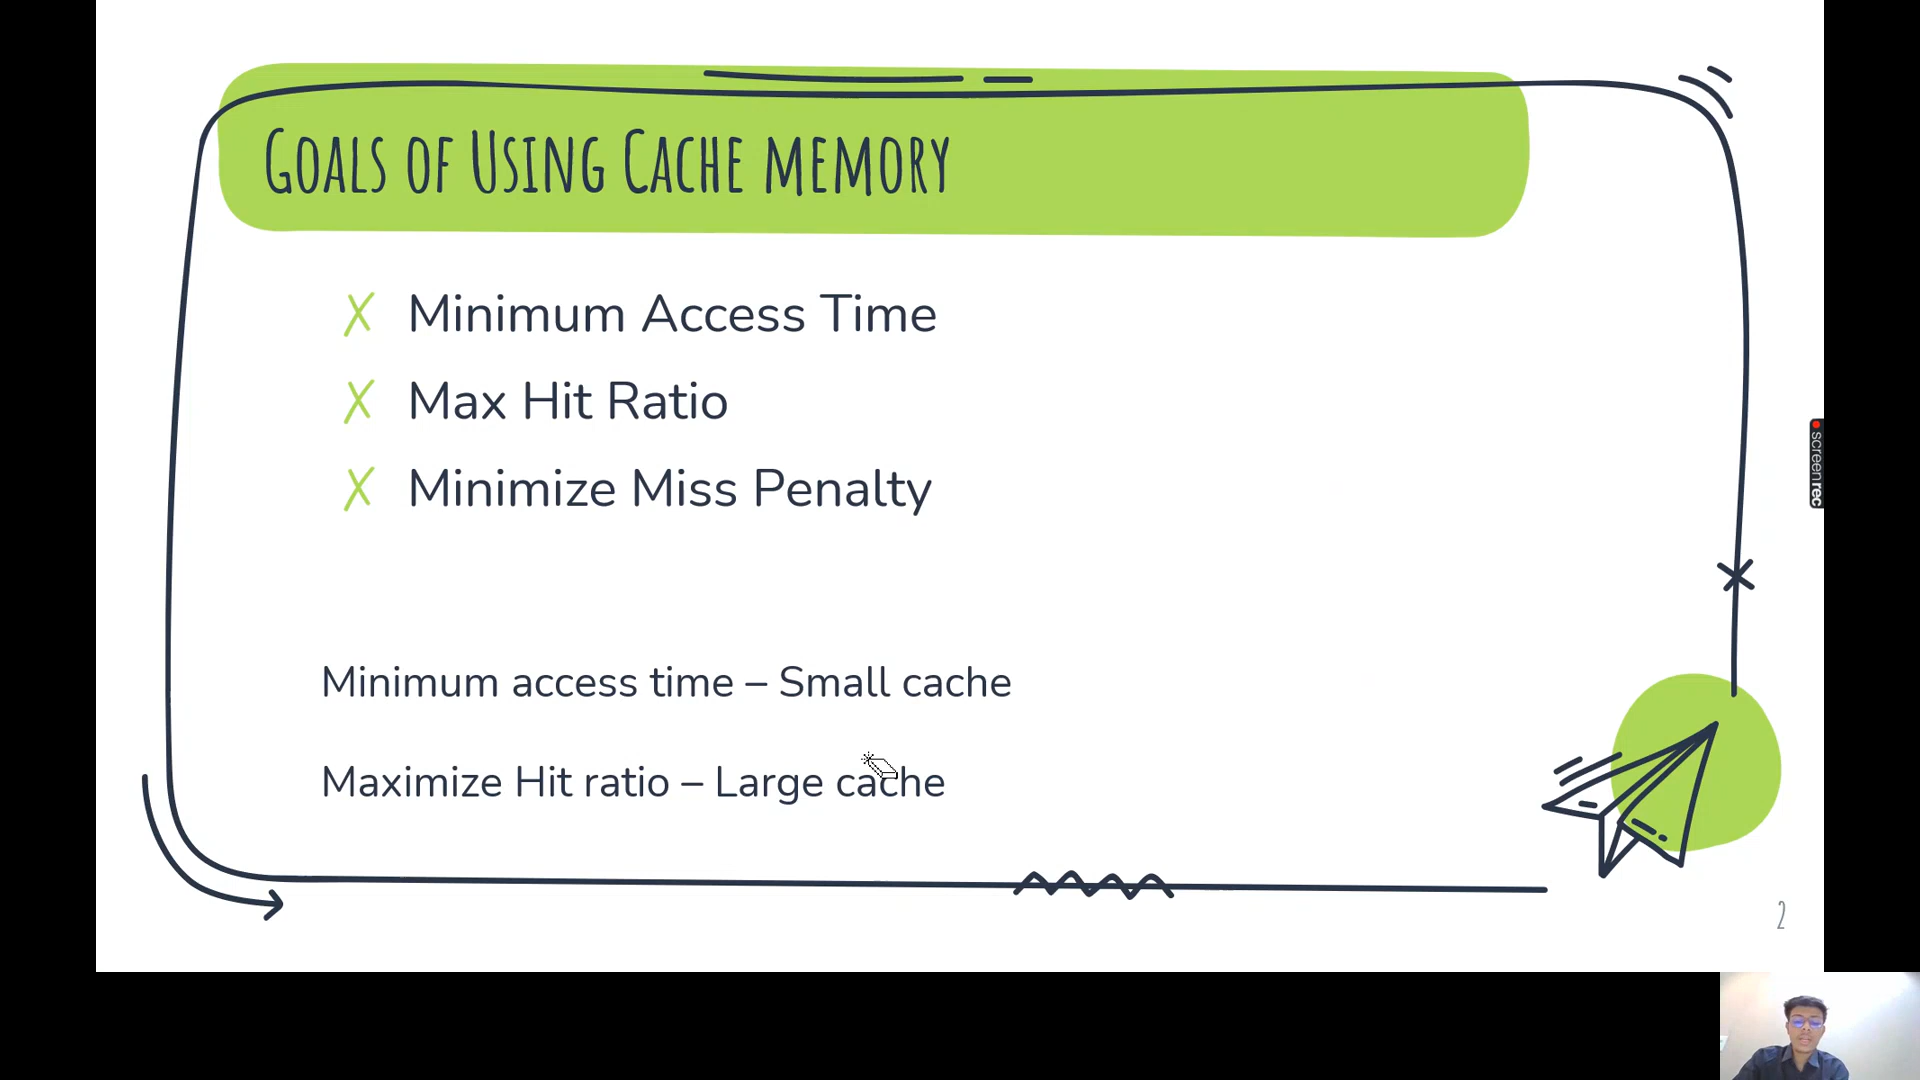 Goals of Using Cache memory
Minimum Access Time
Max Hit Ratio
Minimize Miss Penalty
Minimum access time – Small cache
Maximize Hit ratio – Large cache
screenrec
2